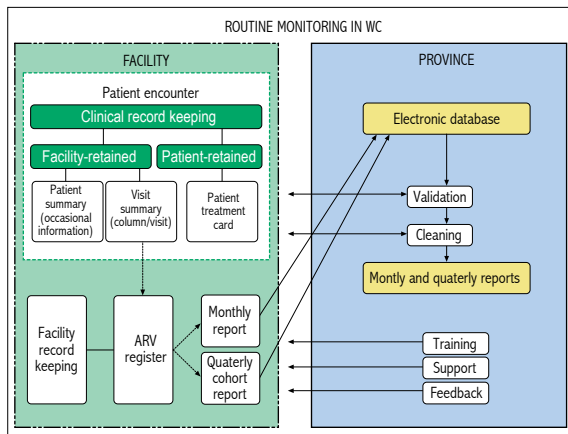 ROUTINE MONITORING IN WC
FACILITY
Patient encounter
Clinical record keeping
Facility-retained
Patient-retained
Patient
summary
(occasional
information)
Visit
summary
(column/visit)
Patient
treatment
card
Facility
record
keeping
ARV
register
Monthly
report
Quaterly
cohort
report
PROVINCE
Electronic database
Validation
Cleaning
Montly and quaterly reports
Training
Support
Feedback